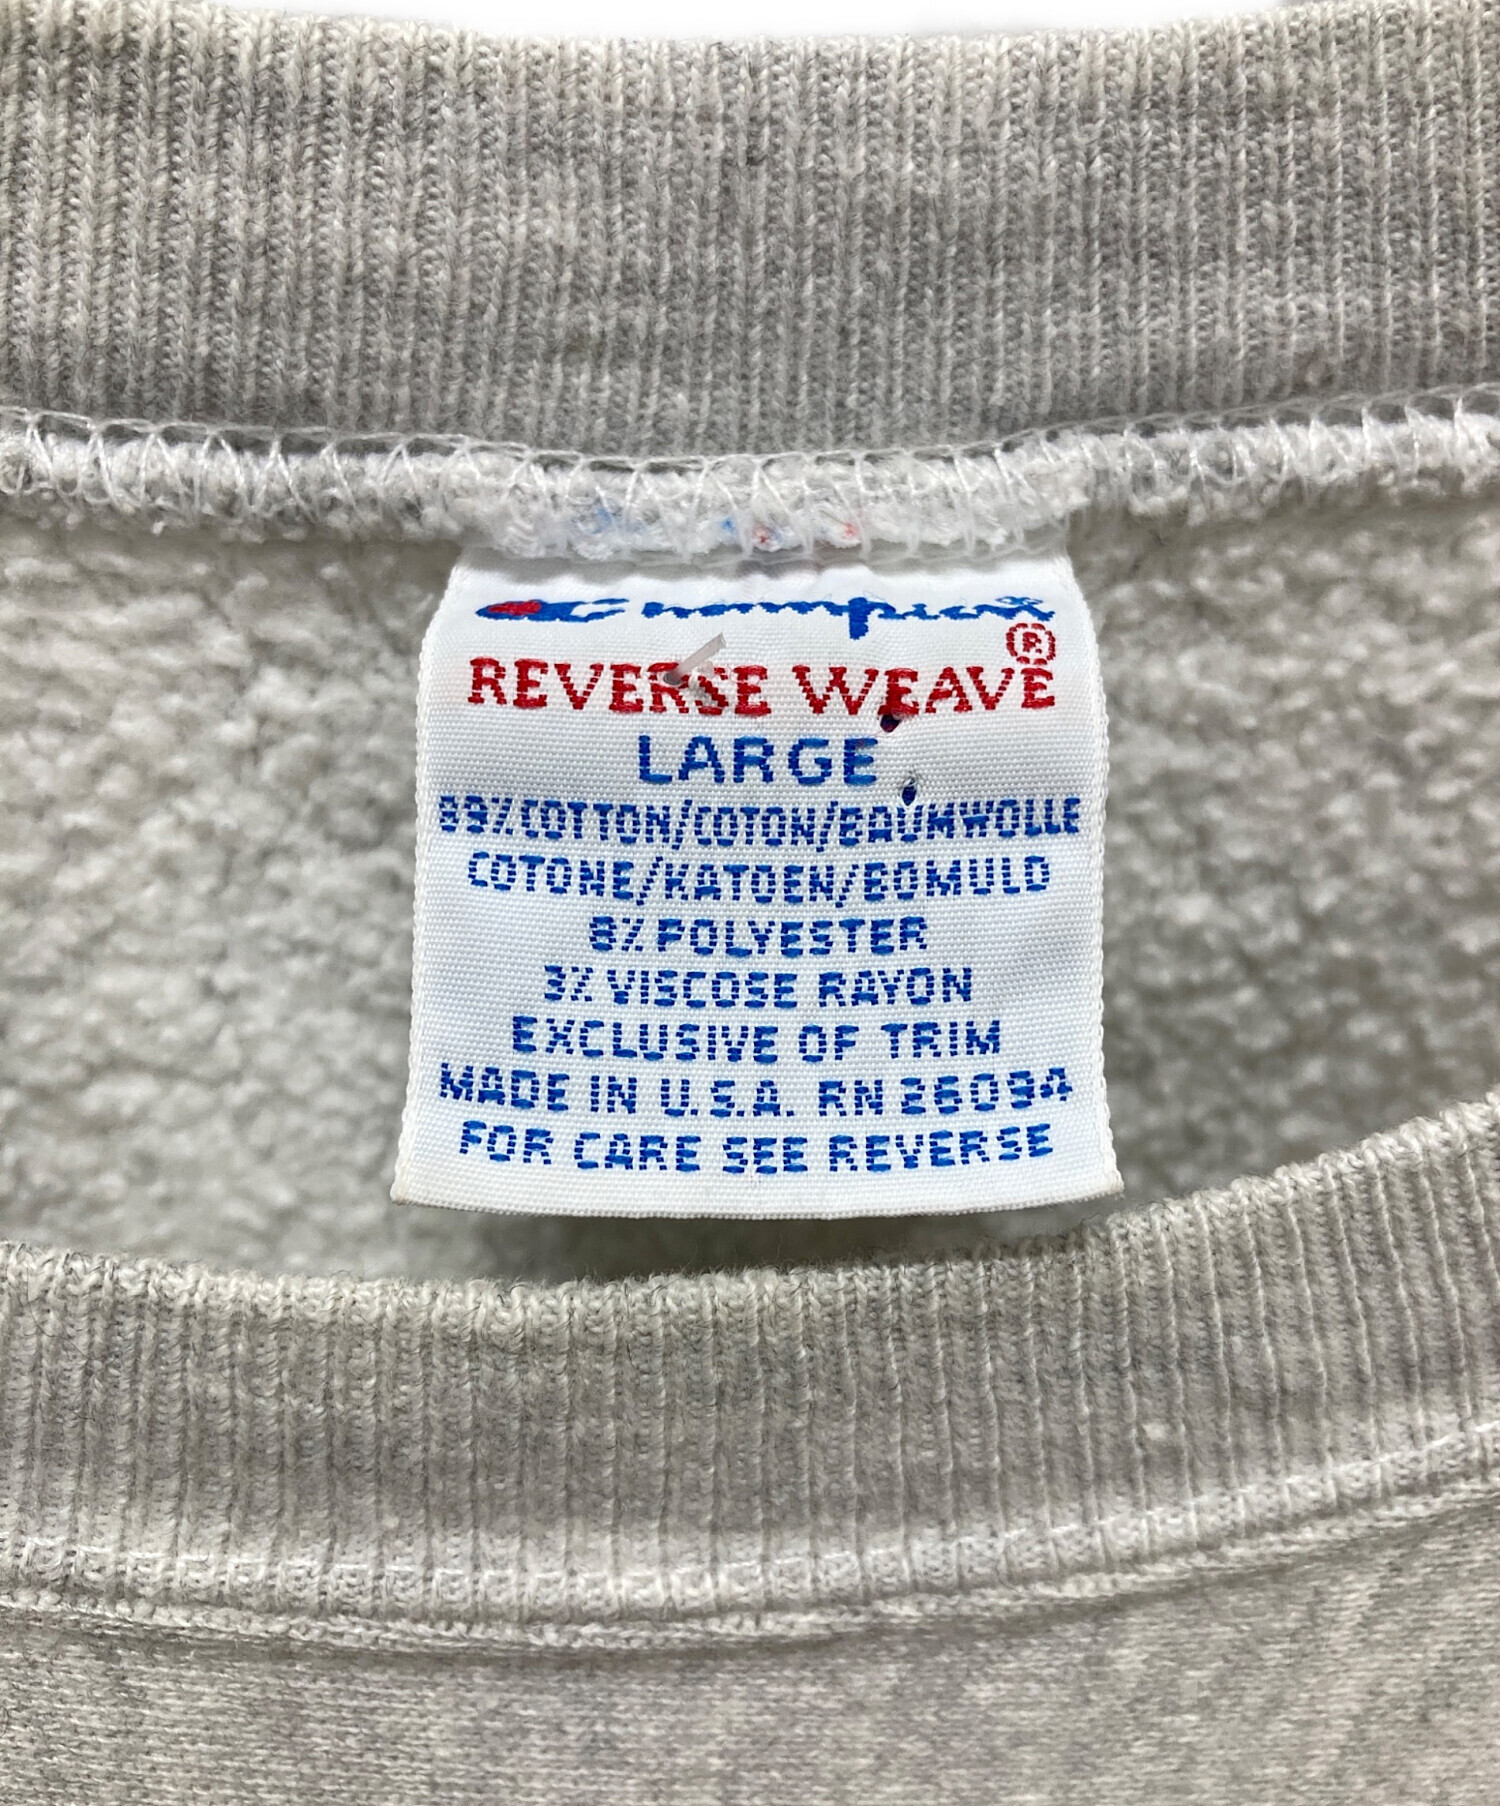 Champion
REVERSE WEAVE®
LARGE
89%COTTON/COTON/BAUMWOLLE
COTONE/KATOEN/BOMULD
8%POLYESTER
3% VISCOSE RAYON
EXCLUSIVE OF TRIM
MADE IN U.S.A. RN 26094
FOR CARE SEE REVERSE